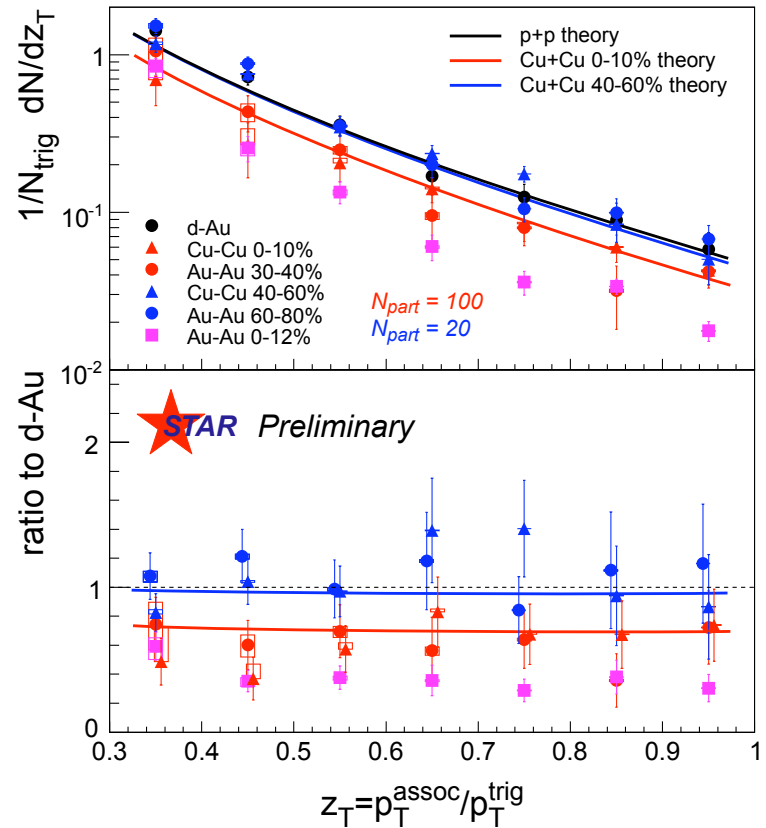 1/N_trig dN/dz_T
1
10^-1
10^-2
p+p theory
Cu+Cu 0-10% theory
Cu+Cu 40-60% theory
d-Au
Cu-Cu 0-10%
Au-Au 30-40%
Cu-Cu 40-60%
Au-Au 60-80%
Au-Au 0-12%
N_part = 100
N_part = 20
ratio to d-Au
STAR Preliminary
2
1
0
0.3 0.4 0.5 0.6 0.7 0.8 0.9 1
z_T=p_T^assoc/p_T^trig